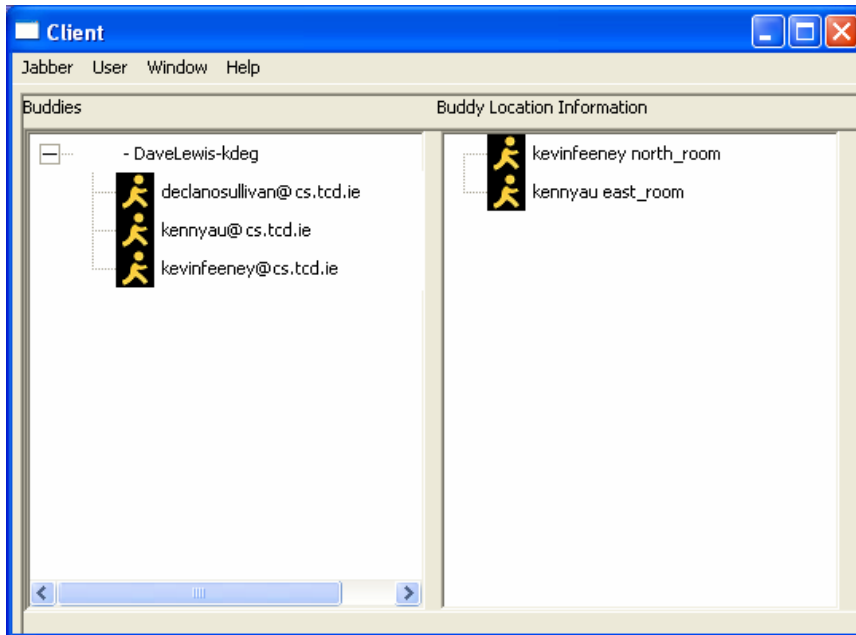 Client
Jabber User Window Help
Buddies
Buddy Location Information
- DaveLewis-kdeg
declanosullivan@cs.tcd.ie
kennyau@cs.tcd.ie
kevinfeeney@cs.tcd.ie
kevinfeeney north_room
kennyau east_room